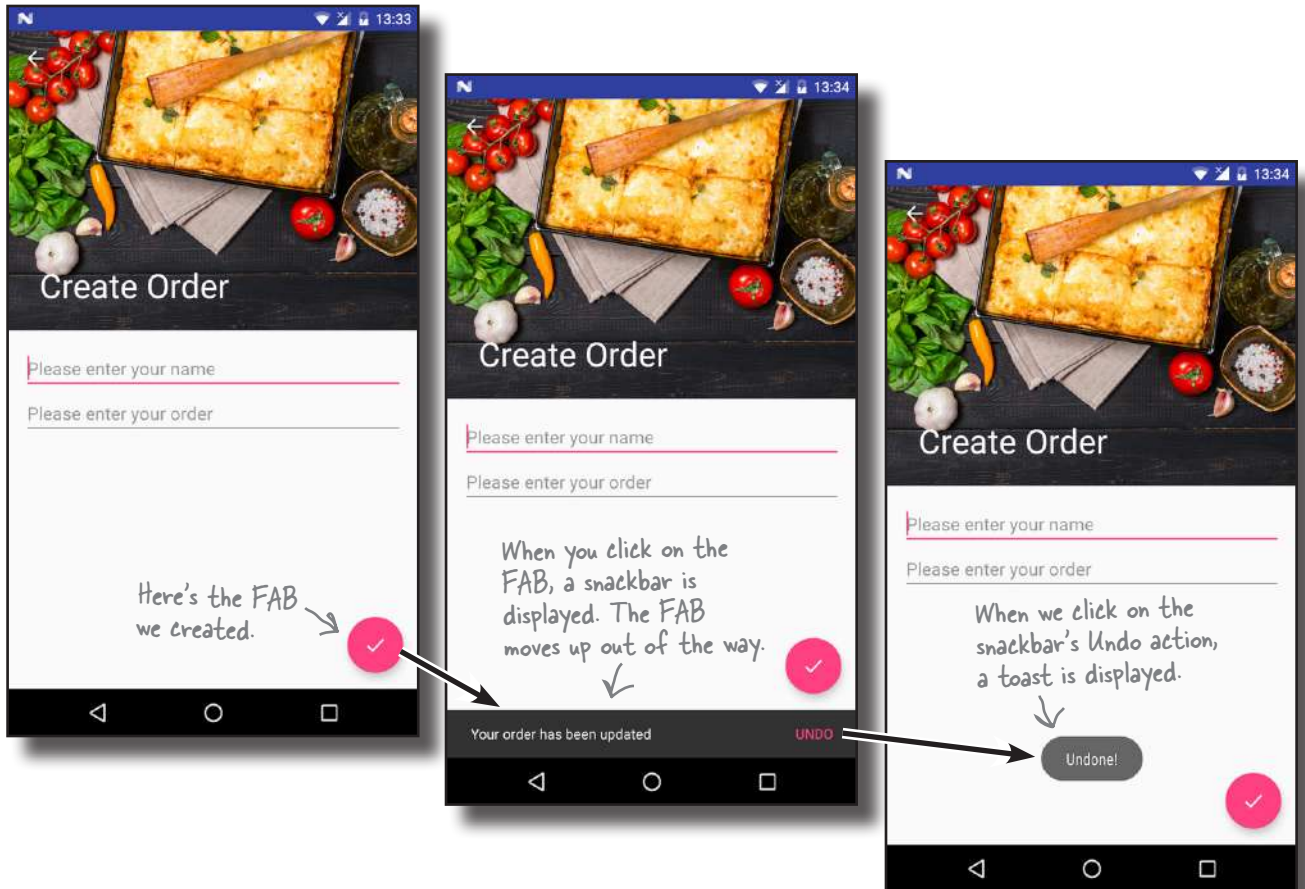 13:33
Create Order
Please enter your name
Please enter your order
Here's the FAB
we created.
13:34
Create Order
Please enter your name
Please enter your order
When you click on the
FAB, a snackbar is
displayed. The FAB
moves up out of the way.
Your order has been updated UNDO
13:34
Create Order
Please enter your name
Please enter your order
When we click on the
snackbar's Undo action,
a toast is displayed.
Undone!